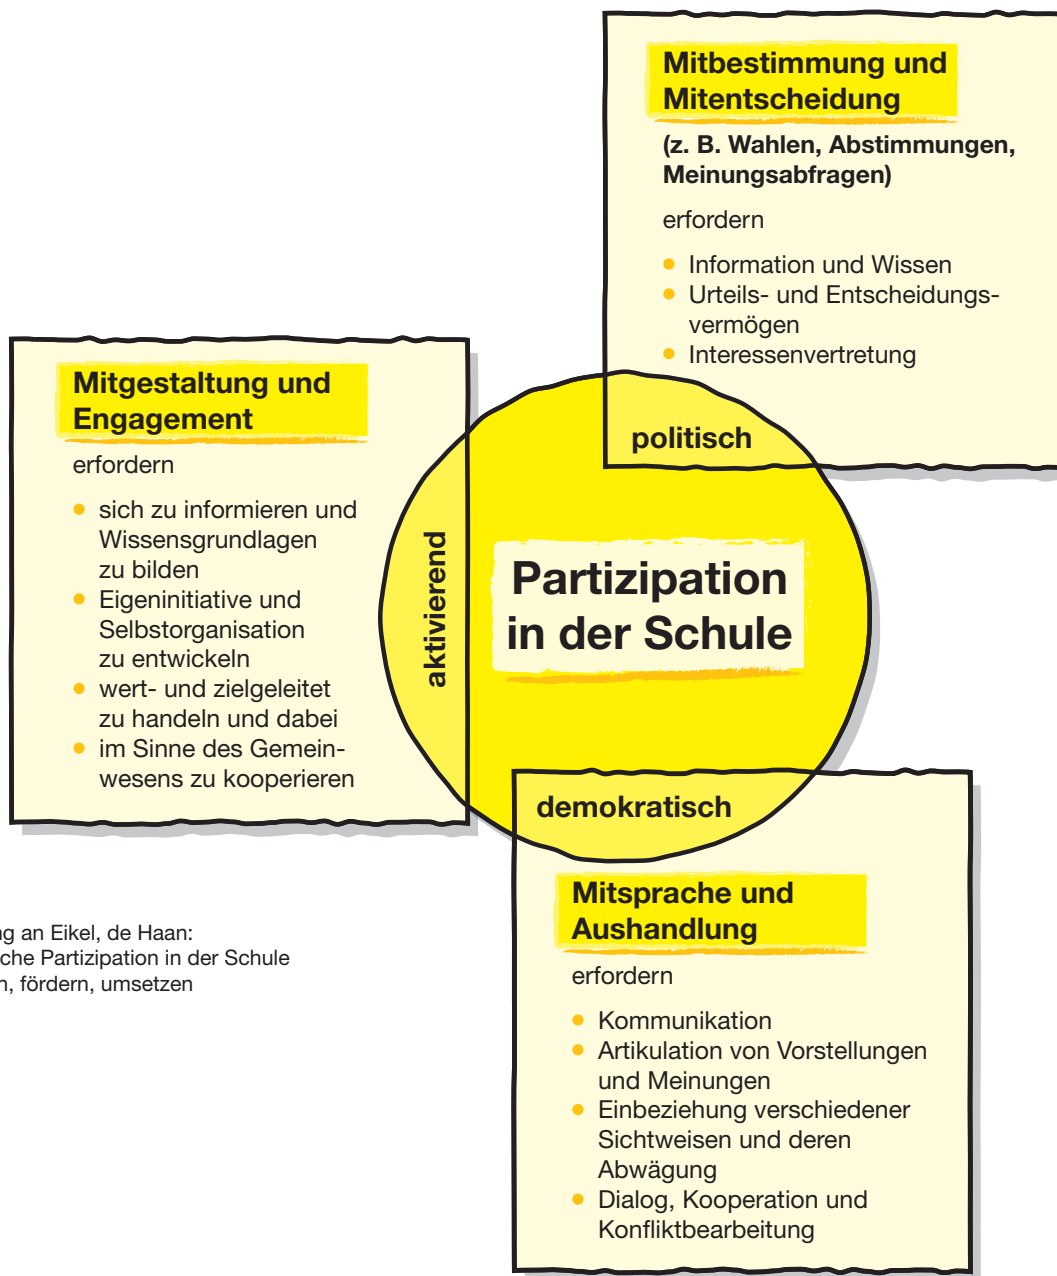 Mitbestimmung und
Mitentscheidung
(z. B. Wahlen, Abstimmungen,
Meinungsabfragen)
erfordern
• Information und Wissen
• Urteils- und Entscheidungs-
vermögen
• Interessenvertretung
politisch
Mitgestaltung und
Engagement
erfordern
• sich zu informieren und
Wissensgrundlagen
zu bilden
• Eigeninitiative und
Selbstorganisation
zu entwickeln
• wert- und zielgeleitet
zu handeln und dabei
• im Sinne des Gemein-
wesens zu kooperieren
aktivierend
Partizipation
in der Schule
demokratisch
Mitsprache und
Aushandlung
erfordern
• Kommunikation
• Artikulation von Vorstellungen
und Meinungen
• Einbeziehung verschiedener
Sichtweisen und deren
Abwägung
• Dialog, Kooperation und
Konfliktbearbeitung
an Eikel, de Haan:
Partizipation in der Schule
fördern, umsetzen